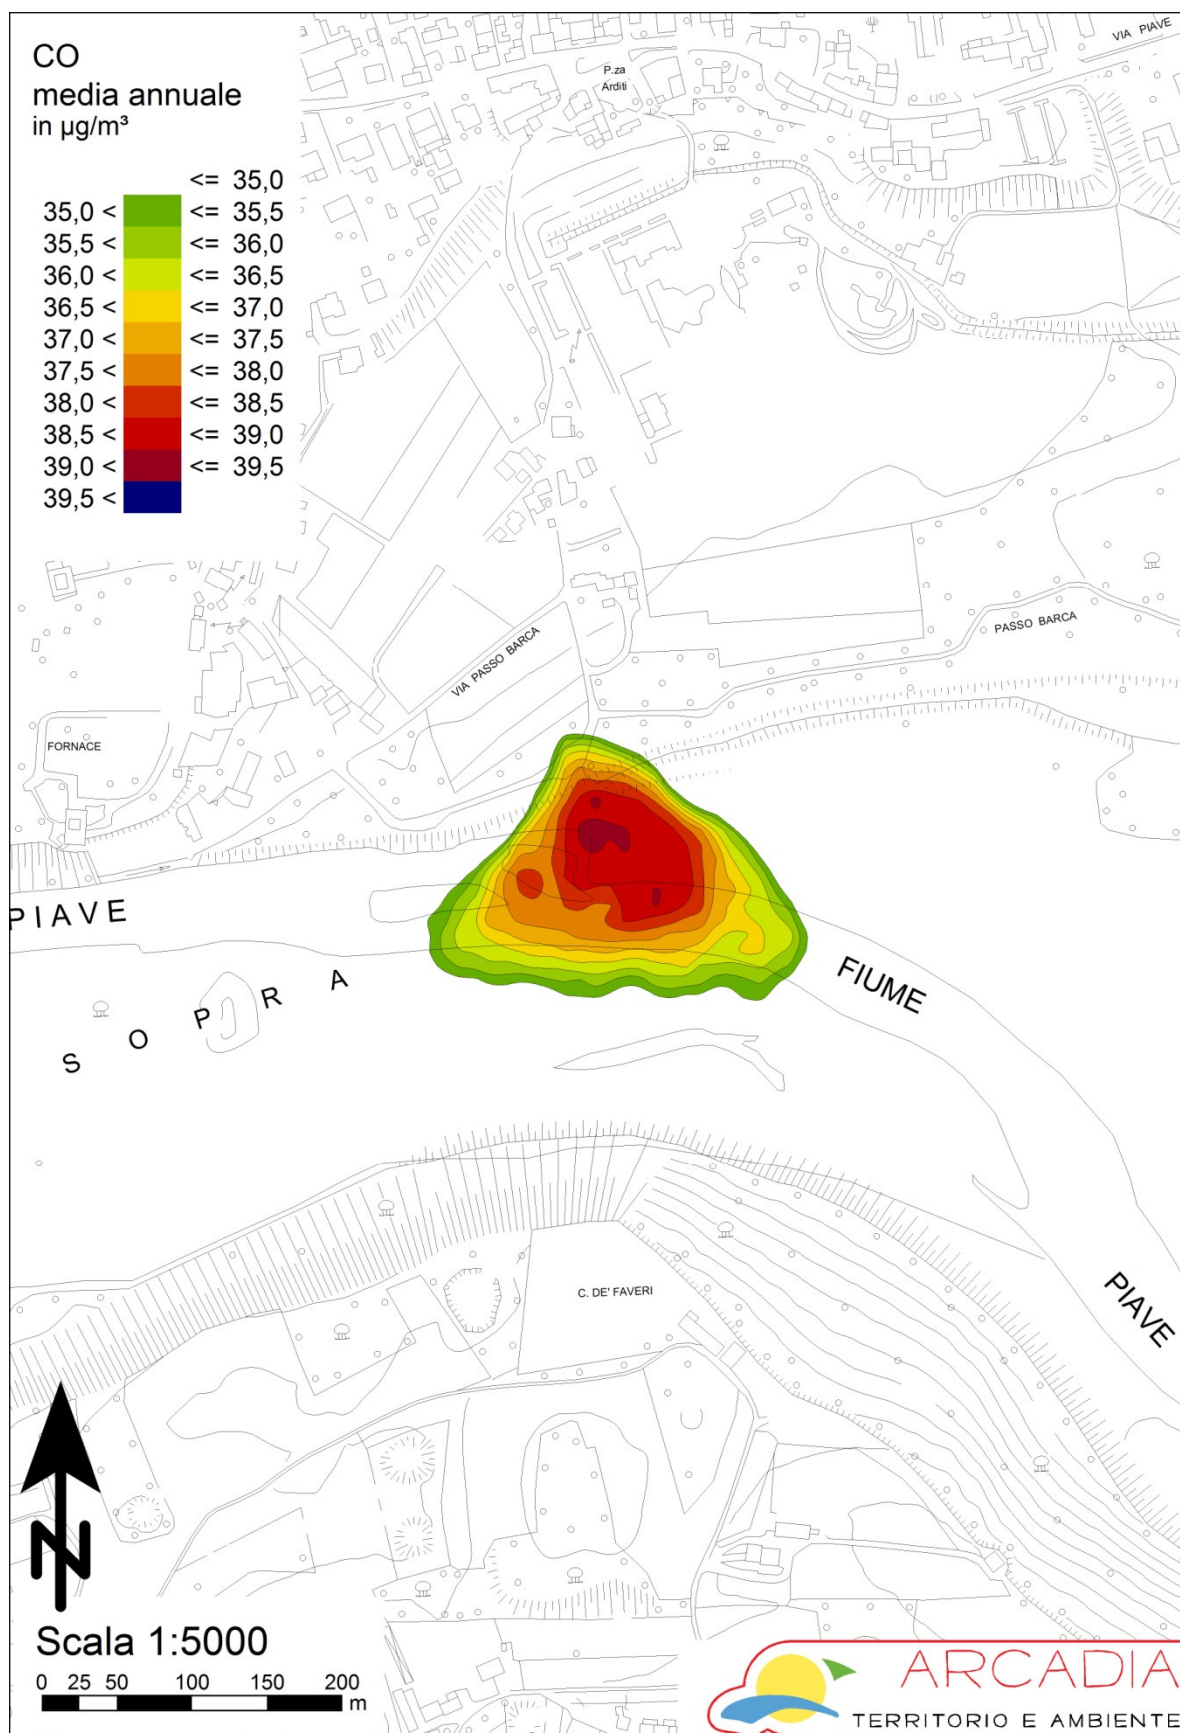 CO
media annuale
in µg/m³
<= 35,0
35,0 < <= 35,5
35,5 < <= 36,0
36,0 < <= 36,5
36,5 < <= 37,0
37,0 < <= 37,5
37,5 < <= 38,0
38,0 < <= 38,5
38,5 < <= 39,0
39,0 < <= 39,5
39,5 <
VIA PIAVE
P.za
Arditi
PASSO BARCA
VIA PASSO BARCA
FORNACE
PIAVE
SOPRA
FIUME
PIAVE
C. DE' FAVERI
N
Scala 1:5000
0 25 50 100 150 200
m
ARCADIA
TERRITORIO E AMBIENTE